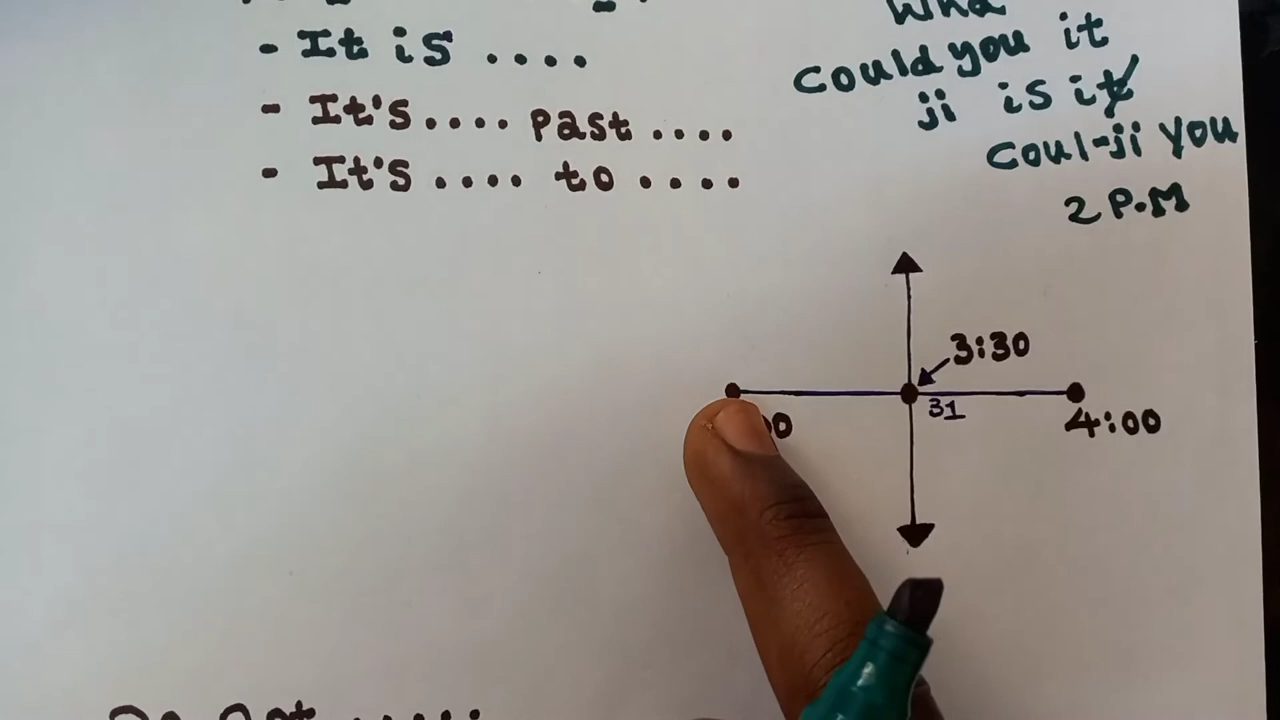 - It is ....
- It's.... past ....
- It's .... to ....
could you it
ji is it
coul-ji you
2 P.M
3:30
31
4:00